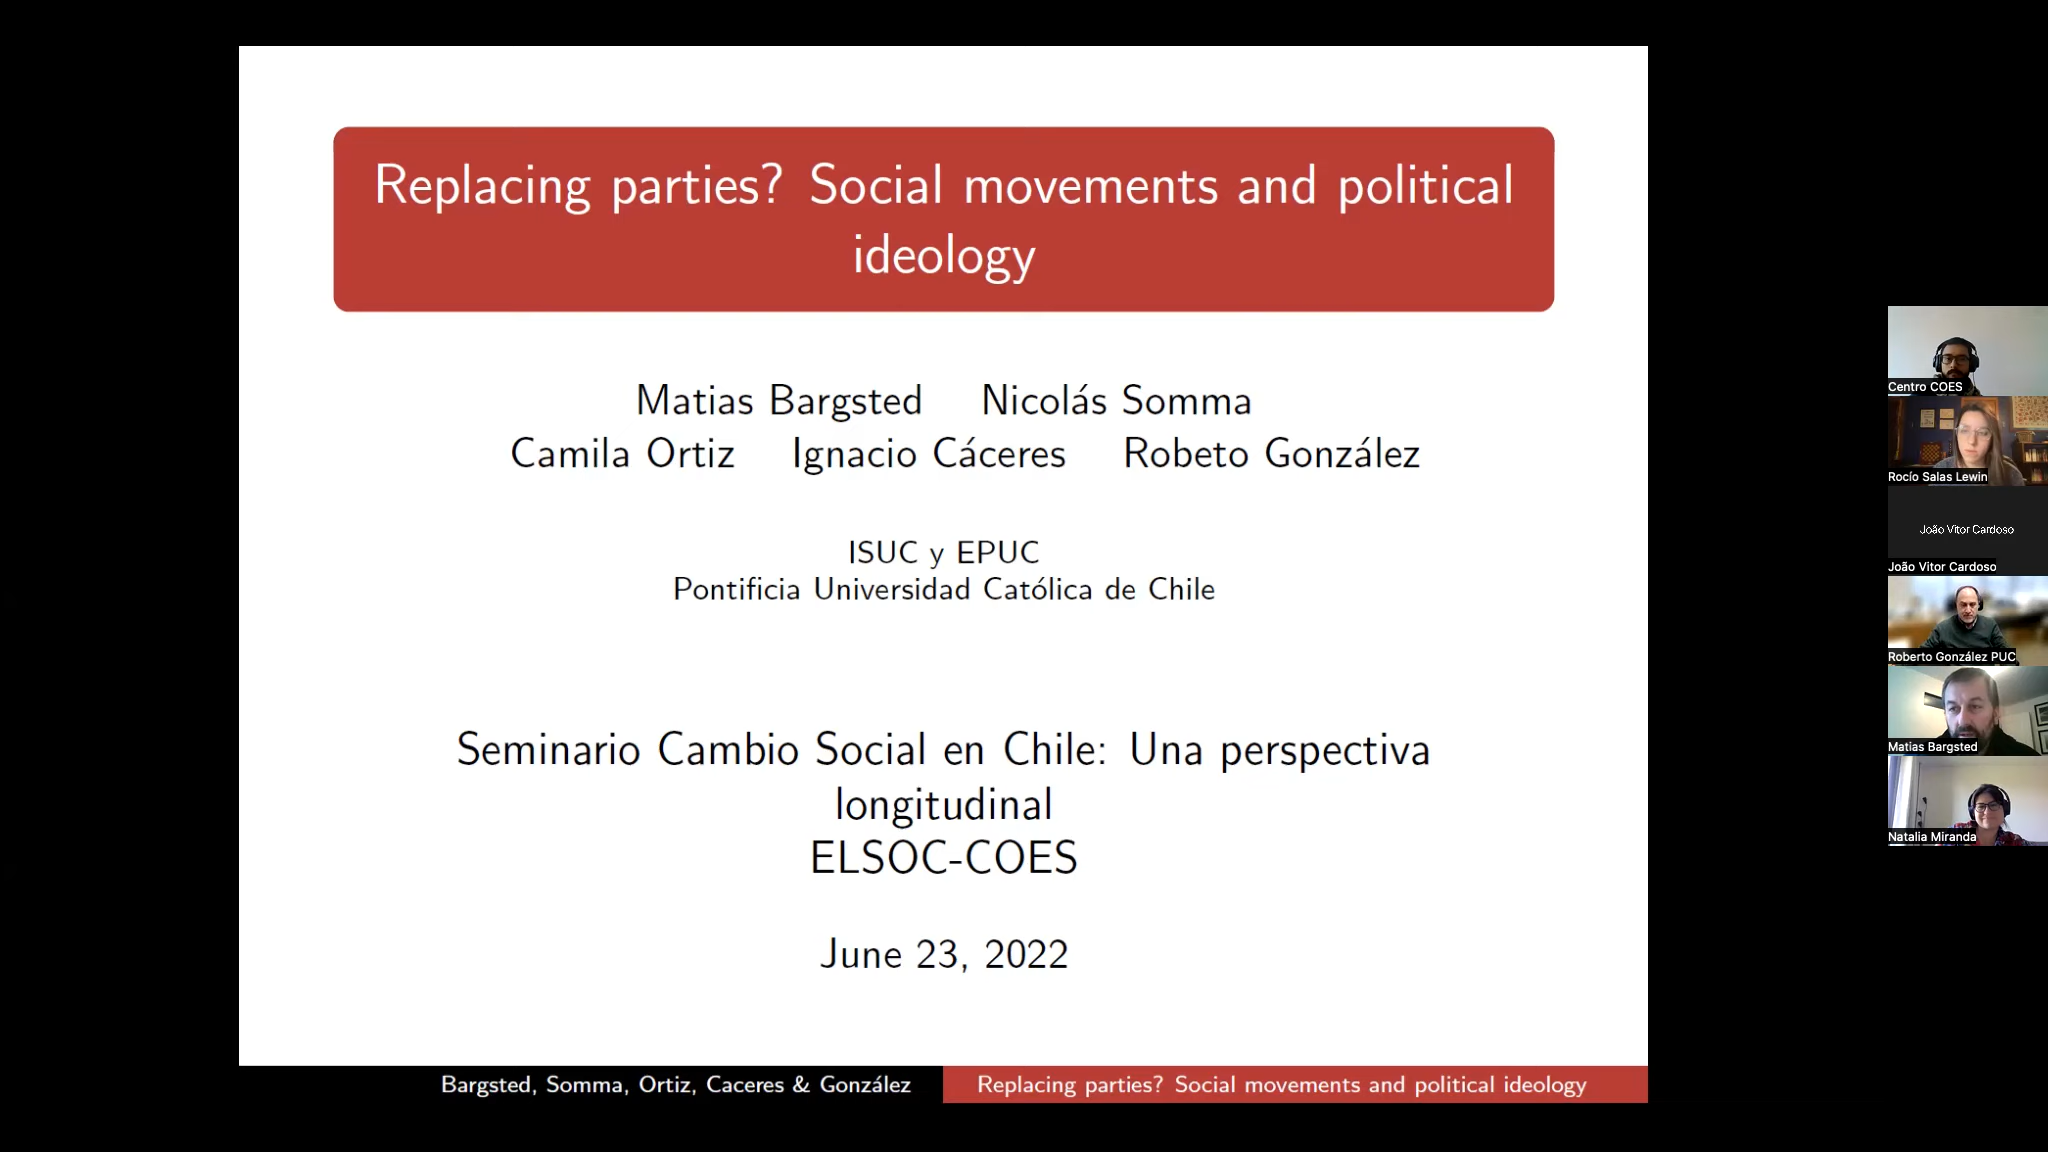 Replacing parties? Social movements and political
ideology
Matias Bargsted Nicolás Somma
Camila Ortiz Ignacio Cáceres Robeto González
ISUC y EPUC
Pontificia Universidad Católica de Chile
Seminario Cambio Social en Chile: Una perspectiva
longitudinal
ELSOC-COES
June 23, 2022
Bargsted, Somma, Ortiz, Caceres & González
Replacing parties? Social movements and political ideology
Centro COES
Rocío Salas Lewin
João Vitor Cardoso
João Vitor Cardoso
Roberto González PUC
Matias Bargsted
Natalia Miranda